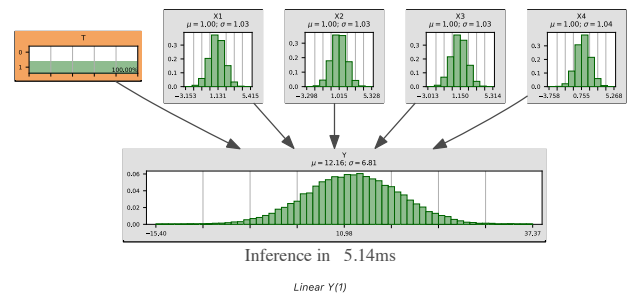 T
0
1
100.00%
X1
μ = 1.00; σ = 1.03
0.3
0.2
0.1
0.0
−3.153 1.131 5.415
X2
μ = 1.00; σ = 1.03
0.3
0.2
0.1
0.0
−3.298 1.015 5.328
X3
μ = 1.00; σ = 1.03
0.3
0.2
0.1
0.0
−3.013 1.150 5.314
X4
μ = 1.00; σ = 1.04
0.3
0.2
0.1
0.0
−3.758 0.755 5.268
Y
μ = 12.16; σ = 6.81
0.06
0.04
0.02
0.00
−15.40 10.98 37.37
Inference in 5.14ms
Linear Y(1)